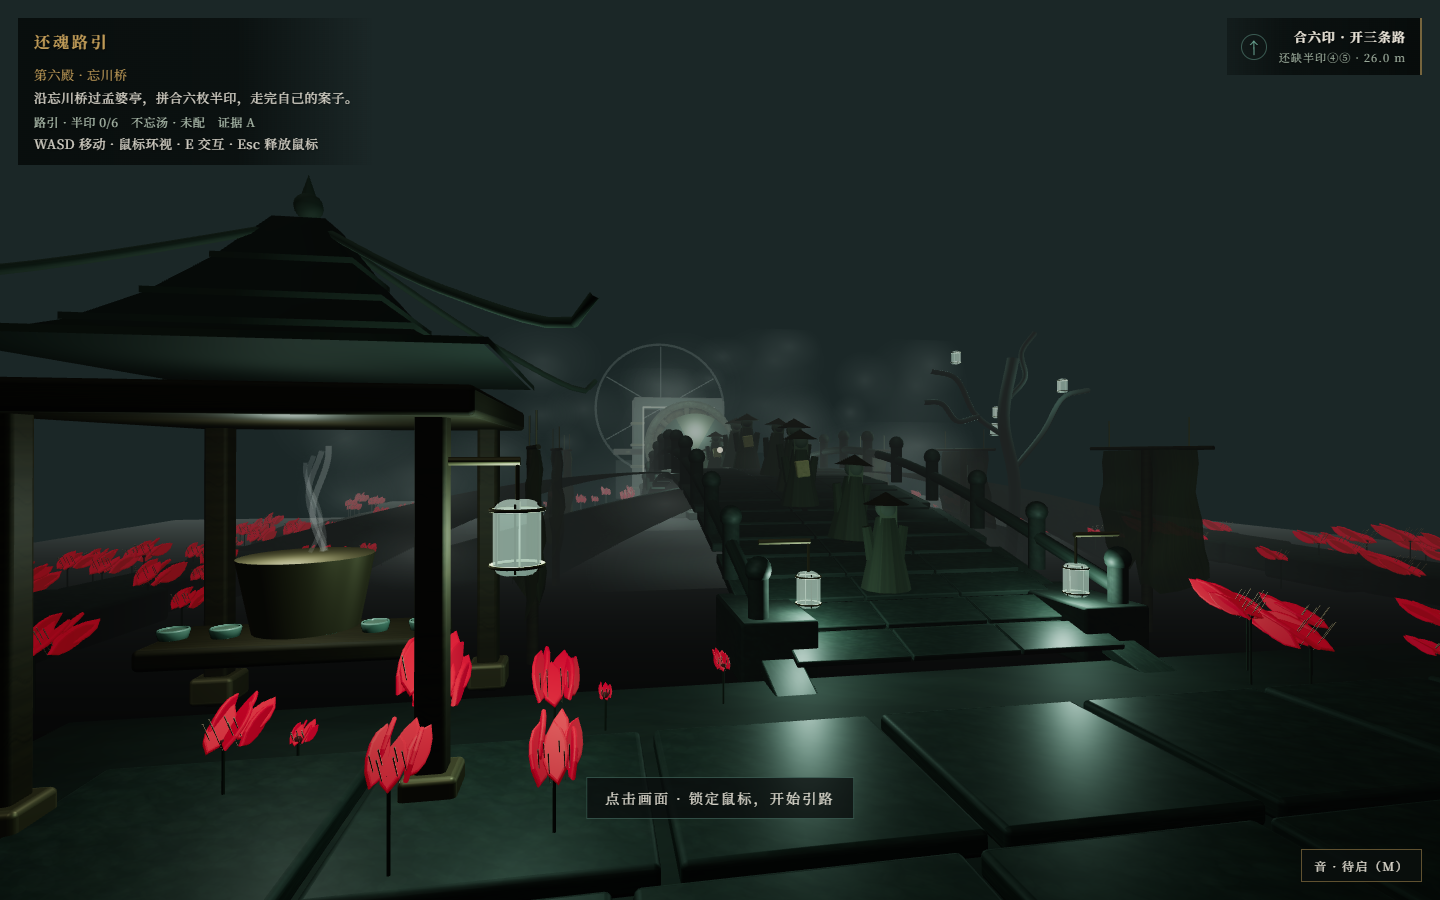 还魂路引
第六殿 · 忘川桥
沿忘川桥过孟婆亭，拼合六枚半印，走完自己的案子。
路引 · 半印 0/6　不忘汤 · 未配　证据 A
WASD 移动 · 鼠标环视 · E 交互 · Esc 释放鼠标
合六印 · 开三条路
还缺半印④⑤ · 26.0 m
点击画面 · 锁定鼠标，开始引路
音 · 待启（M）